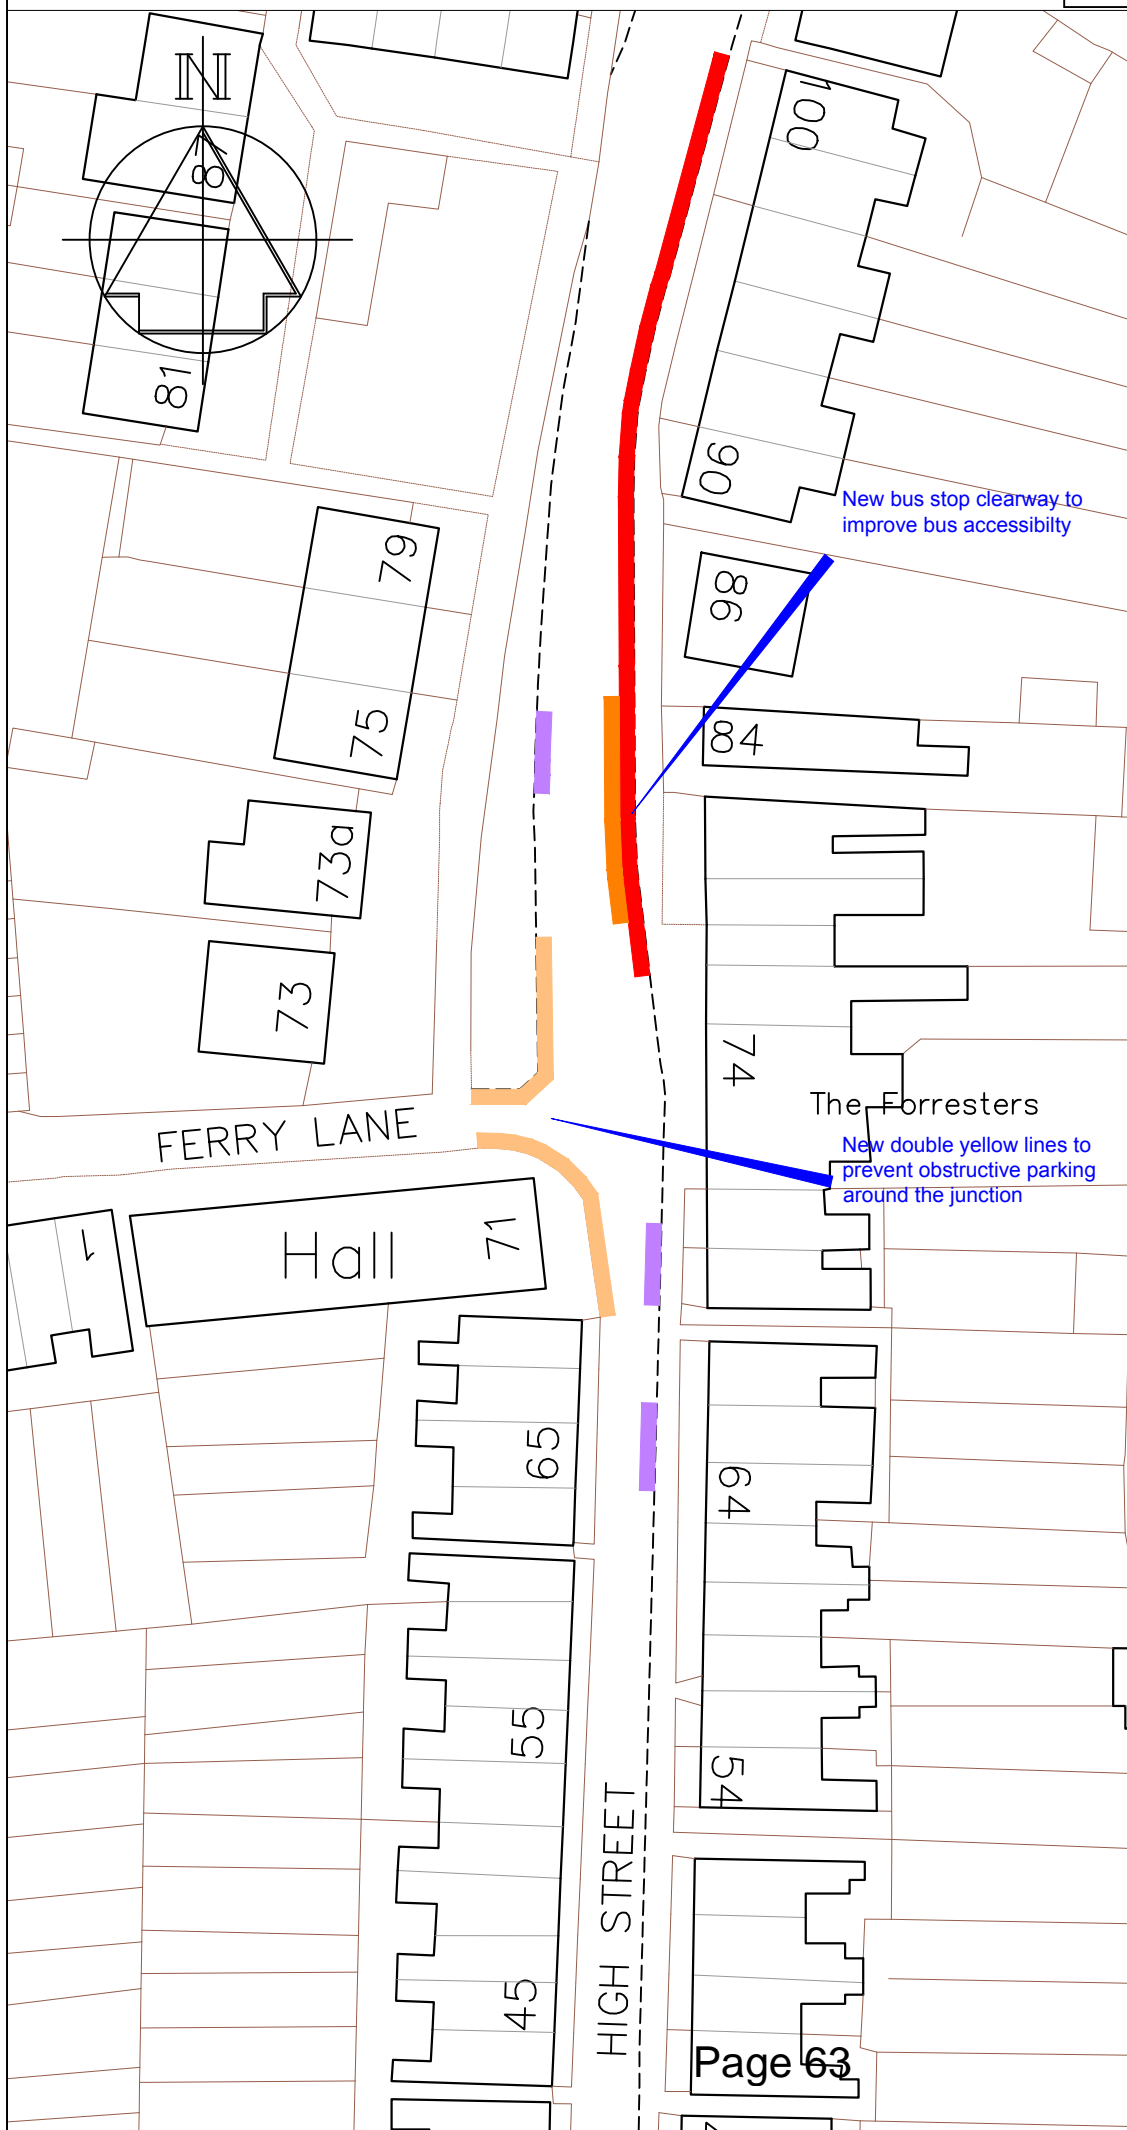 N
87
81
100
90
New bus stop clearway to
improve bus accessibilty
79
86
75
84
73a
73
74
The Forresters
FERRY LANE
New double yellow lines to
prevent obstructive parking
around the junction
1
Hall
71
65
64
55
54
HIGH STREET
45
Page 63